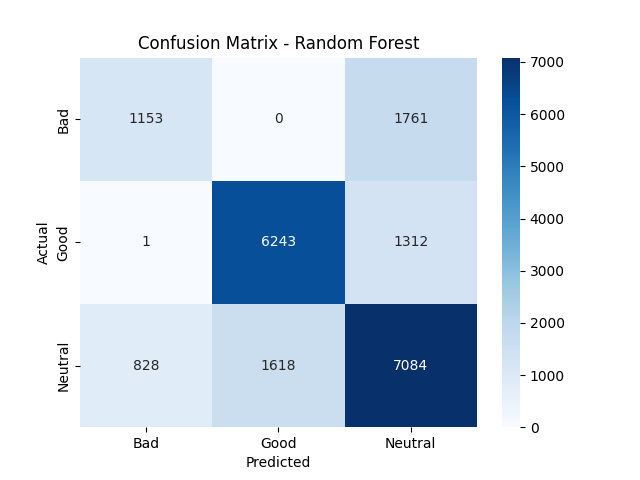 Confusion Matrix - Random Forest
Bad 1153 0 1761
Good 1 6243 1312
Neutral 828 1618 7084
Actual
Bad Good Neutral
Predicted
7000
6000
5000
4000
3000
2000
1000
0